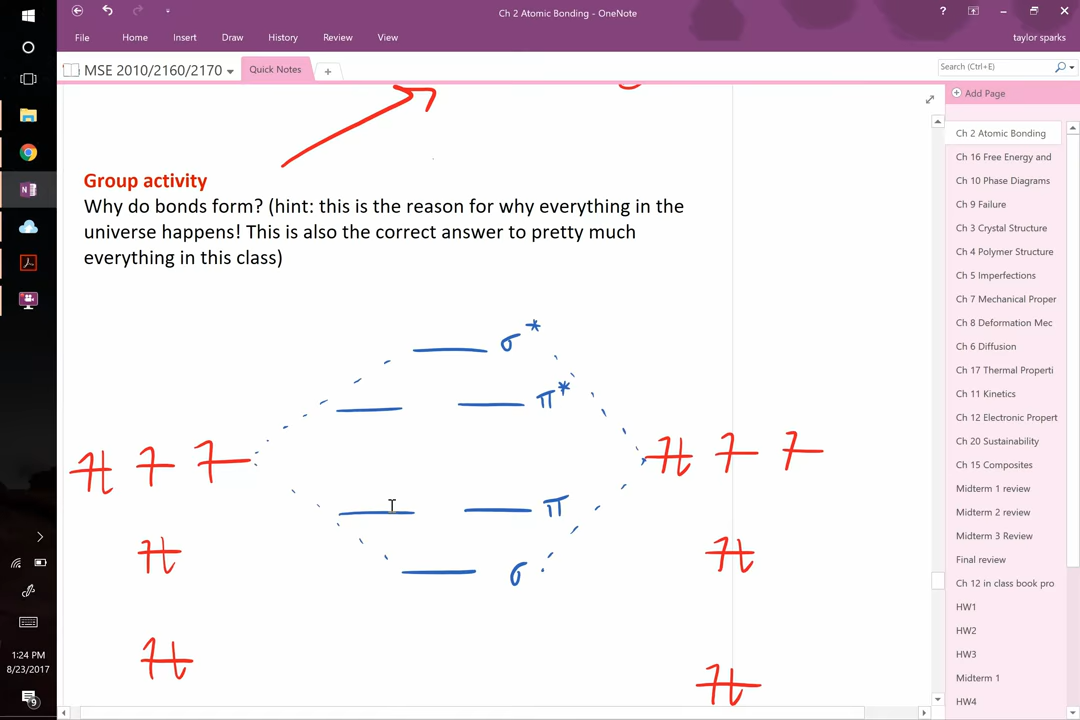 Ch 2 Atomic Bonding - OneNote
?
File Home Insert Draw History Review View
taylor sparks
MSE 2010/2160/2170
Quick Notes
+
Search (Ctrl+E)
Add Page
Ch 2 Atomic Bonding
Ch 16 Free Energy and
Ch 10 Phase Diagrams
Ch 9 Failure
Ch 3 Crystal Structure
Ch 4 Polymer Structure
Ch 5 Imperfections
Ch 7 Mechanical Proper
Ch 8 Deformation Mec
Ch 6 Diffusion
Ch 17 Thermal Properti
Ch 11 Kinetics
Ch 12 Electronic Propert
Ch 20 Sustainability
Ch 15 Composites
Midterm 1 review
Midterm 2 review
Midterm 3 Review
Final review
Ch 12 in class book pro
HW1
HW2
HW3
Midterm 1
HW4
Group activity
Why do bonds form? (hint: this is the reason for why everything in the
universe happens! This is also the correct answer to pretty much
everything in this class)
σ*
π*
π
σ
1:24 PM
8/23/2017
9